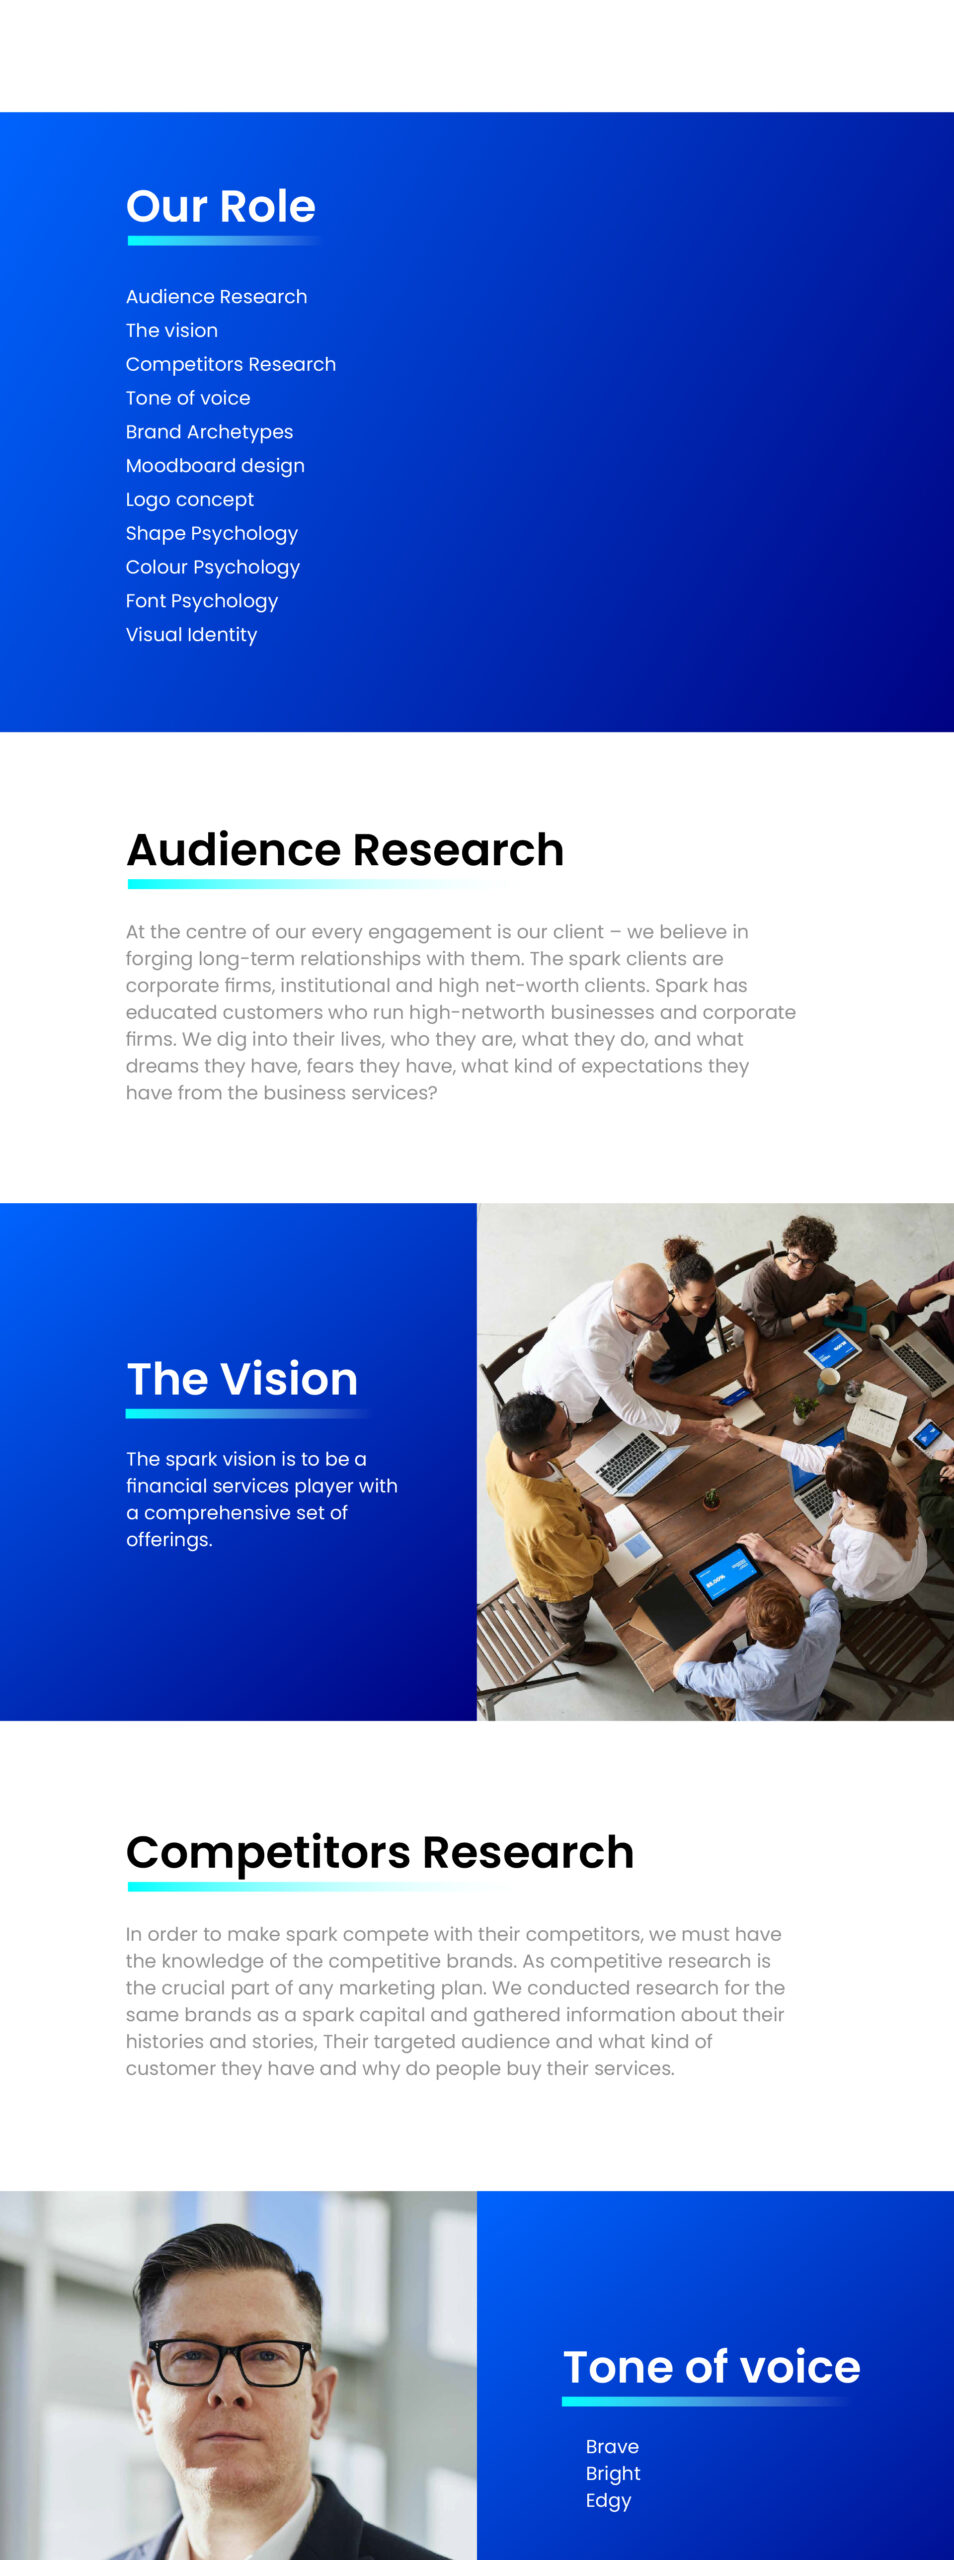 Our Role
Audience Research
The vision
Competitors Research
Tone of voice
Brand Archetypes
Moodboard design
Logo concept
Shape Psychology
Colour Psychology
Font Psychology
Visual Identity
Audience Research
At the centre of our every engagement is our client – we believe in
forging long-term relationships with them. The spark clients are
corporate firms, institutional and high net-worth clients. Spark has
educated customers who run high-networth businesses and corporate
firms. We dig into their lives, who they are, what they do, and what
dreams they have, fears they have, what kind of expectations they
have from the business services?
The Vision
The spark vision is to be a
financial services player with
a comprehensive set of
offerings.
Competitors Research
In order to make spark compete with their competitors, we must have
the knowledge of the competitive brands. As competitive research is
the crucial part of any marketing plan. We conducted research for the
same brands as a spark capital and gathered information about their
histories and stories, Their targeted audience and what kind of
customer they have and why do people buy their services.
Tone of voice
Brave
Bright
Edgy